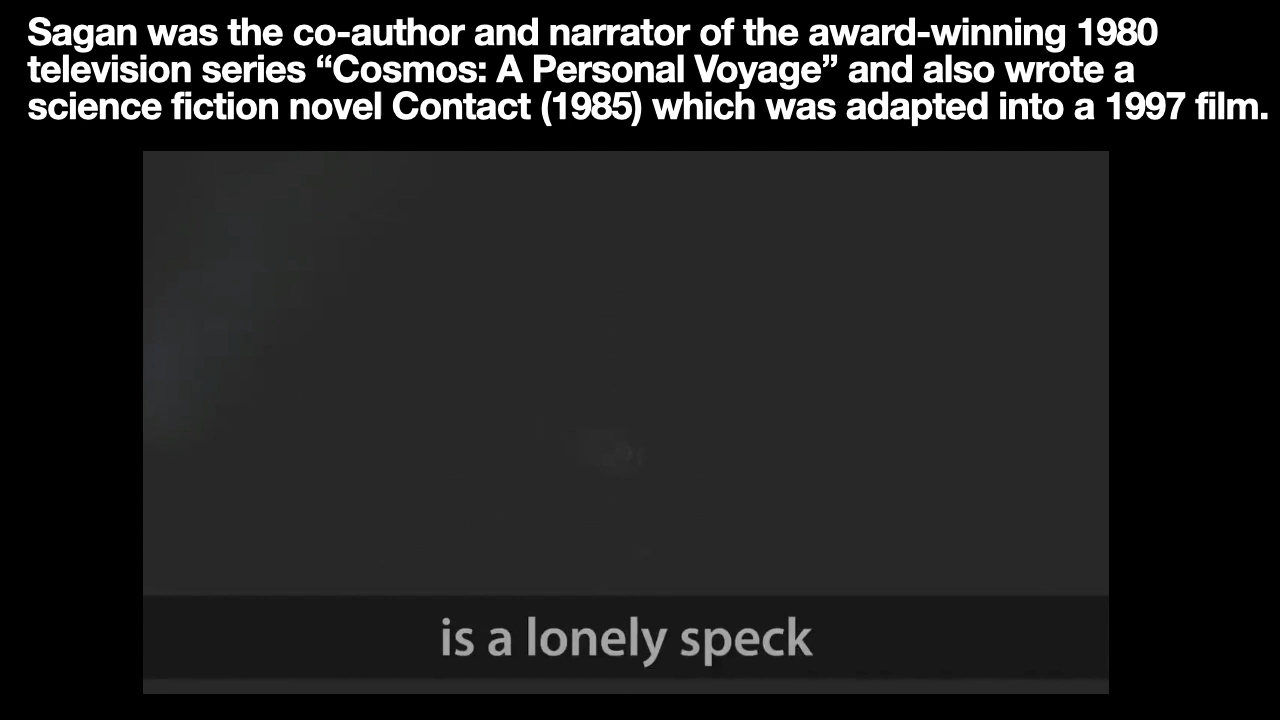 Sagan was the co-author and narrator of the award-winning 1980
television series “Cosmos: A Personal Voyage” and also wrote a
science fiction novel Contact (1985) which was adapted into a 1997 film.
is a lonely speck